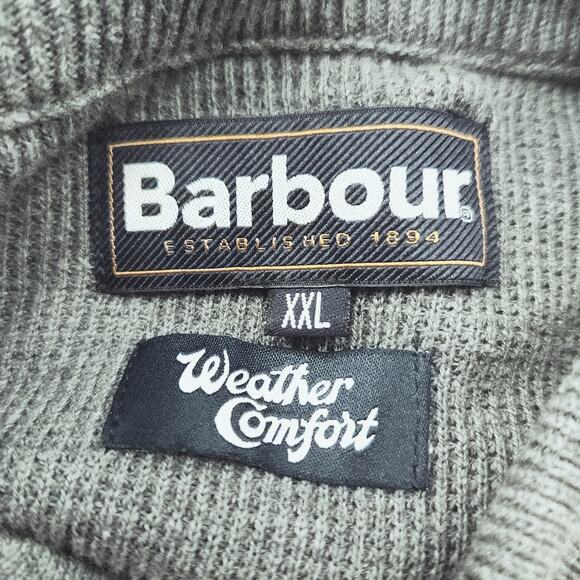 Barbour®
ESTABLISHED 1894
XXL
Weather
Comfort